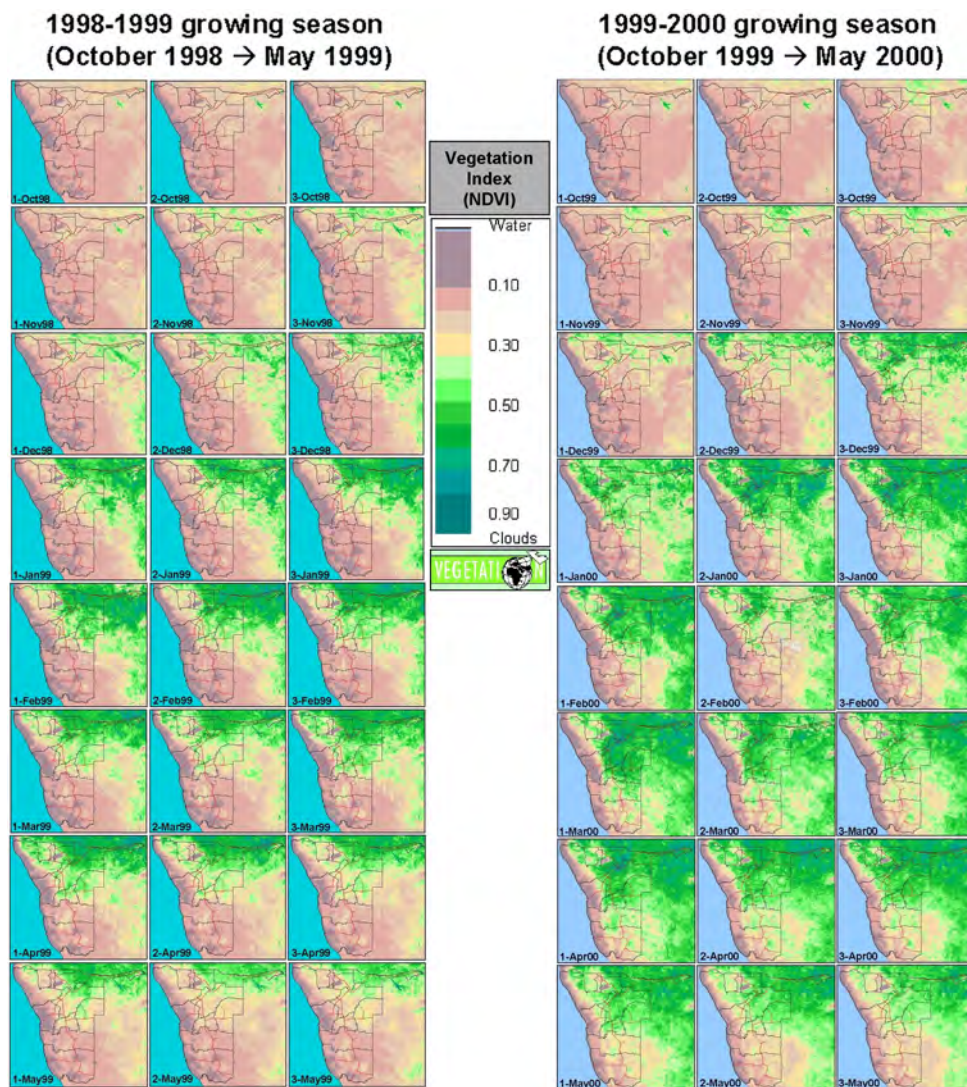 1998-1999 growing season
(October 1998 → May 1999)
1-Oct98
2-Oct98
3-Oct98
1-Nov98
2-Nov98
3-Nov98
1-Dec98
2-Dec98
3-Dec98
1-Jan99
2-Jan99
3-Jan99
1-Feb99
2-Feb99
3-Feb99
1-Mar99
2-Mar99
3-Mar99
1-Apr99
2-Apr99
3-Apr99
1-May99
2-May99
3-May99
Vegetation
Index
(NDVI)
Water
0.10
0.30
0.50
0.70
0.90
Clouds
VEGETATI N
1999-2000 growing season
(October 1999 → May 2000)
1-Oct99
2-Oct99
3-Oct99
1-Nov99
2-Nov99
3-Nov99
1-Dec99
2-Dec99
3-Dec99
1-Jan00
2-Jan00
3-Jan00
1-Feb00
2-Feb00
3-Feb00
1-Mar00
2-Mar00
3-Mar00
1-Apr00
2-Apr00
3-Apr00
1-May00
2-May00
3-May00